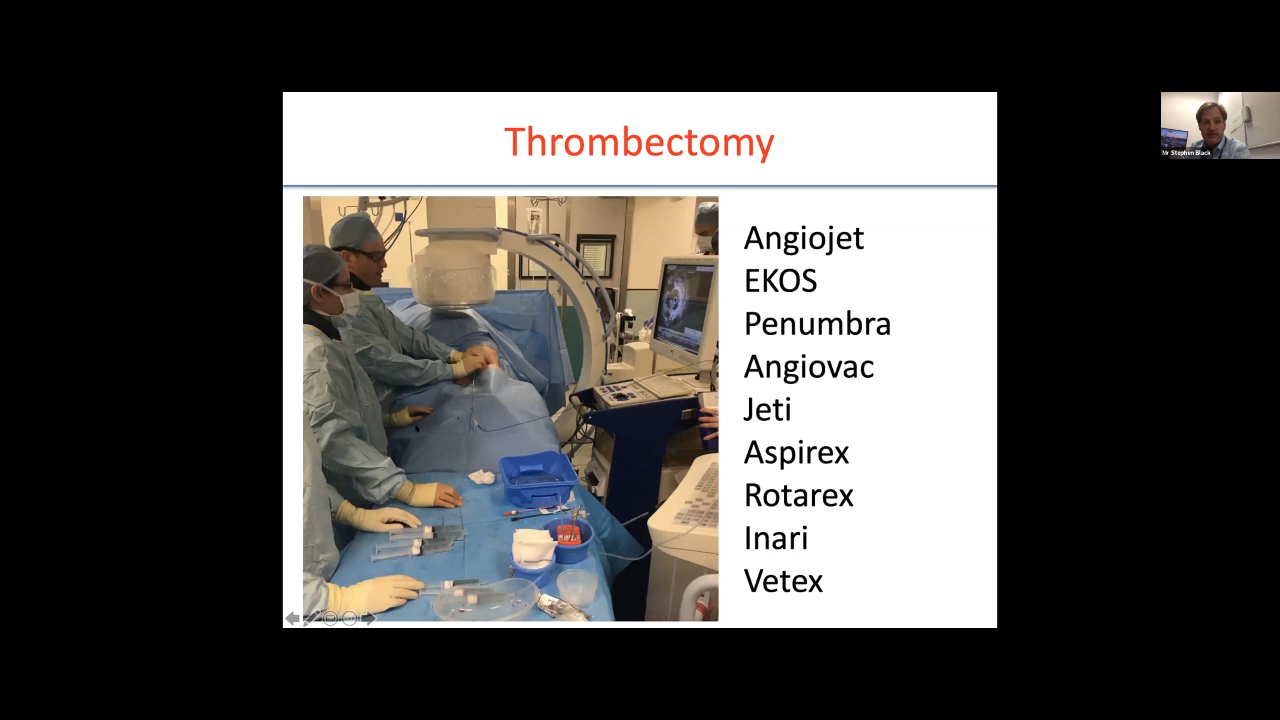 Thrombectomy
Angiojet
EKOS
Penumbra
Angiovac
Jeti
Aspirex
Rotarex
Inari
Vetex
Mr Stephen Black